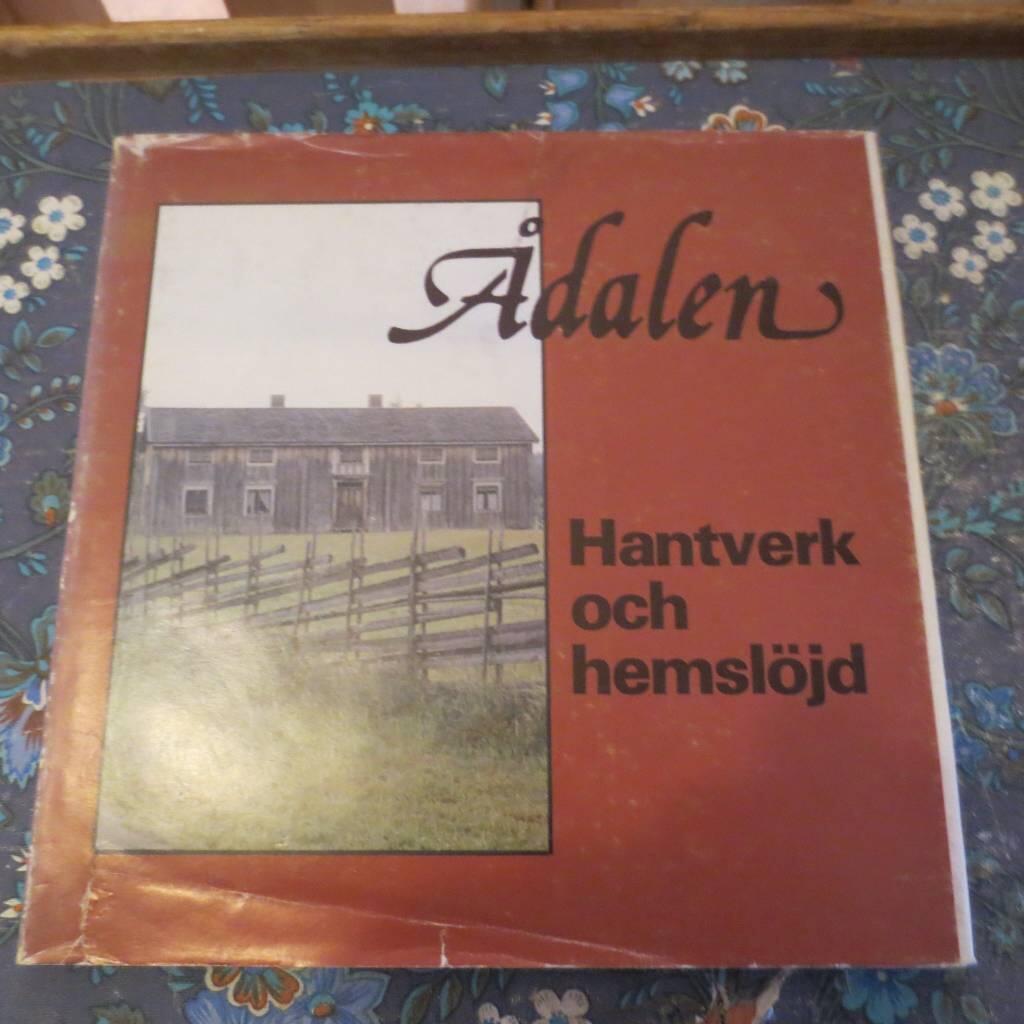 Ådalen
Hantverk
och
hemslöjd